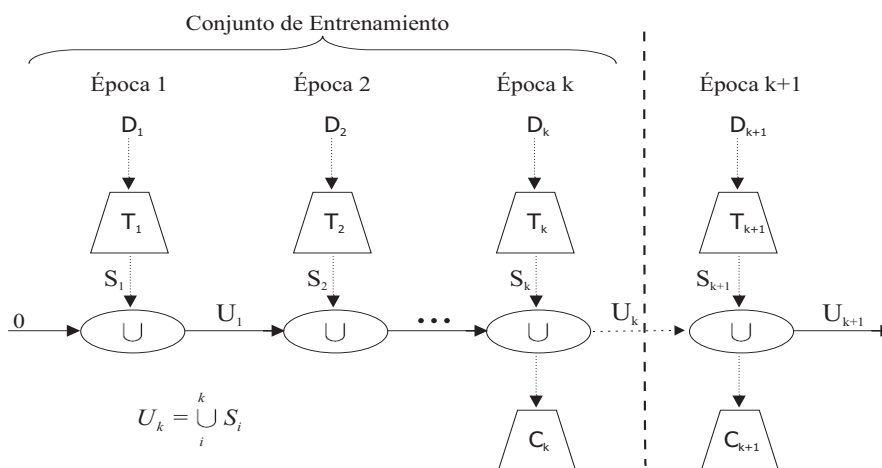 Conjunto de Entrenamiento
Época 1 Época 2 Época k Época k+1
D₁ D₂ Dₖ Dₖ₊₁
T₁ T₂ Tₖ Tₖ₊₁
S₁ S₂ Sₖ Sₖ₊₁
0 ∪ U₁ ∪ ... ∪ Uₖ ∪ Uₖ₊₁
k
Uₖ = ∪ Sᵢ
i
Cₖ Cₖ₊₁